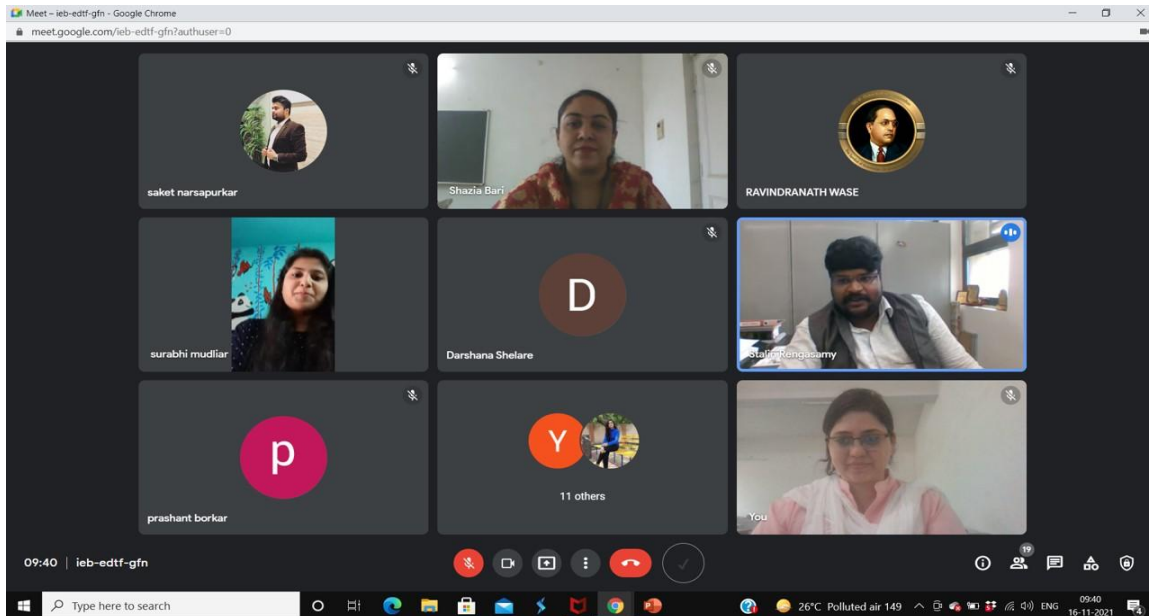 Meet – ieb-edtf-gfn - Google Chrome
meet.google.com/ieb-edtf-gfn?authuser=0
saket narsapurkar
Shazia Bari
RAVINDRANATH WASE
surabhi mudliar
D
Darshana Shelare
Stalin Rengasamy
p
prashant borkar
Y
11 others
You
09:40 | ieb-edtf-gfn
19
Type here to search
26°C Polluted air 149
ENG
09:40
16-11-2021
4